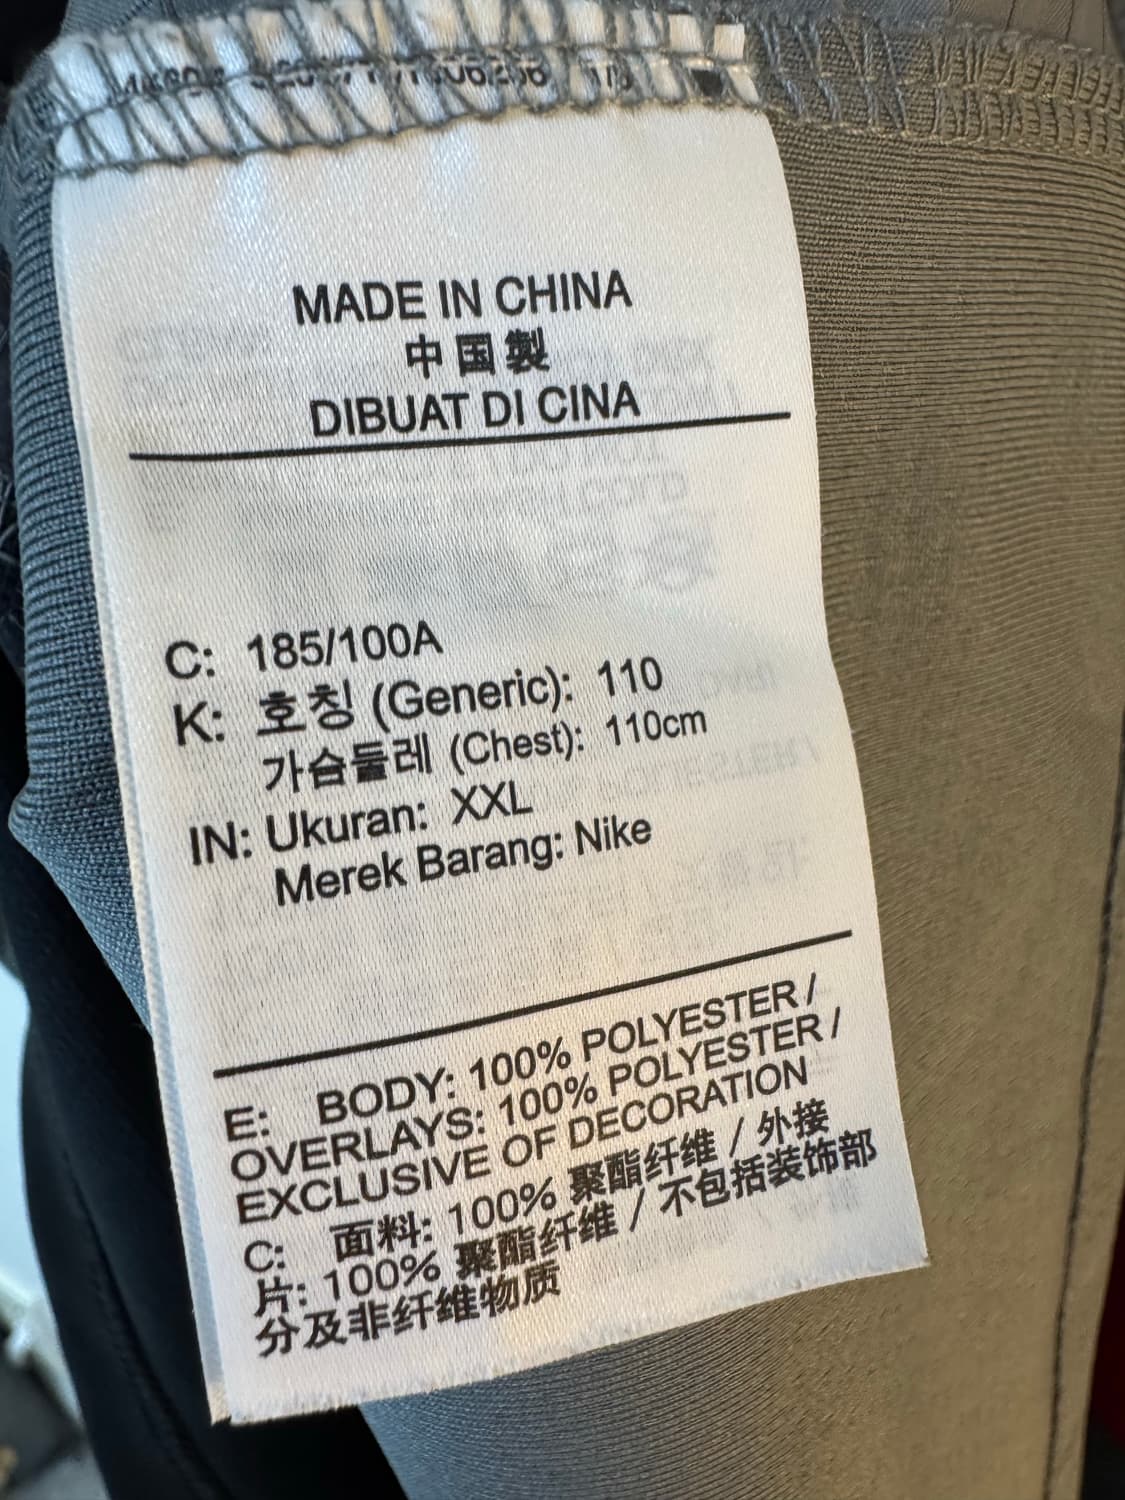 MADE IN CHINA
中国製
DIBUAT DI CINA
C: 185/100A
K: 호칭 (Generic): 110
가슴둘레 (Chest): 110cm
IN: Ukuran: XXL
Merek Barang: Nike
E: BODY: 100% POLYESTER /
OVERLAYS: 100% POLYESTER /
EXCLUSIVE OF DECORATION
C: 面料: 100% 聚酯纤维 / 外接
片: 100% 聚酯纤维 / 不包括装饰部
分及非纤维物质